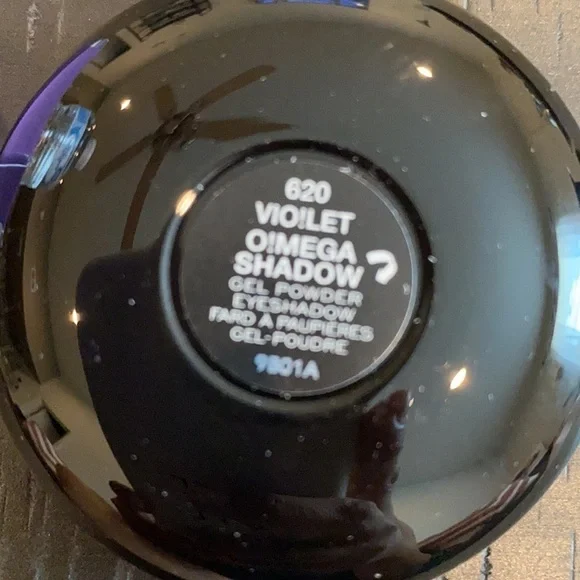 620
VIO!LET
O!MEGA
SHADOW
GEL POWDER
EYESHADOW
FARD A PAUPIÈRES
GEL-POUDRE
9801A